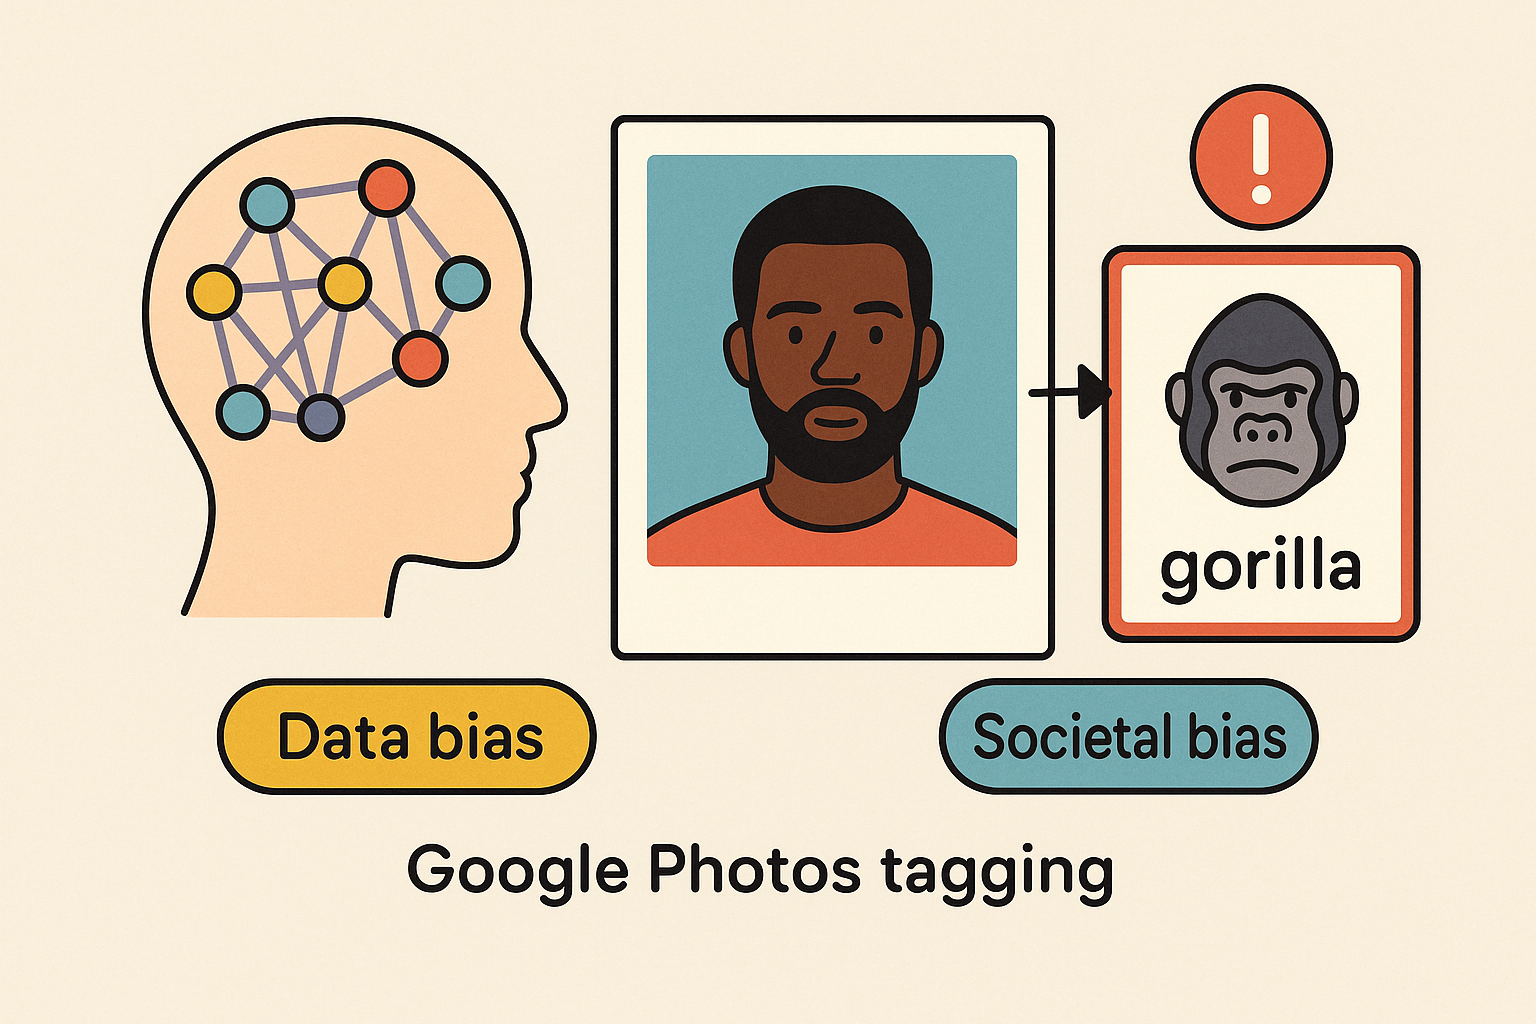 !
gorilla
Data bias
Societal bias
Google Photos tagging